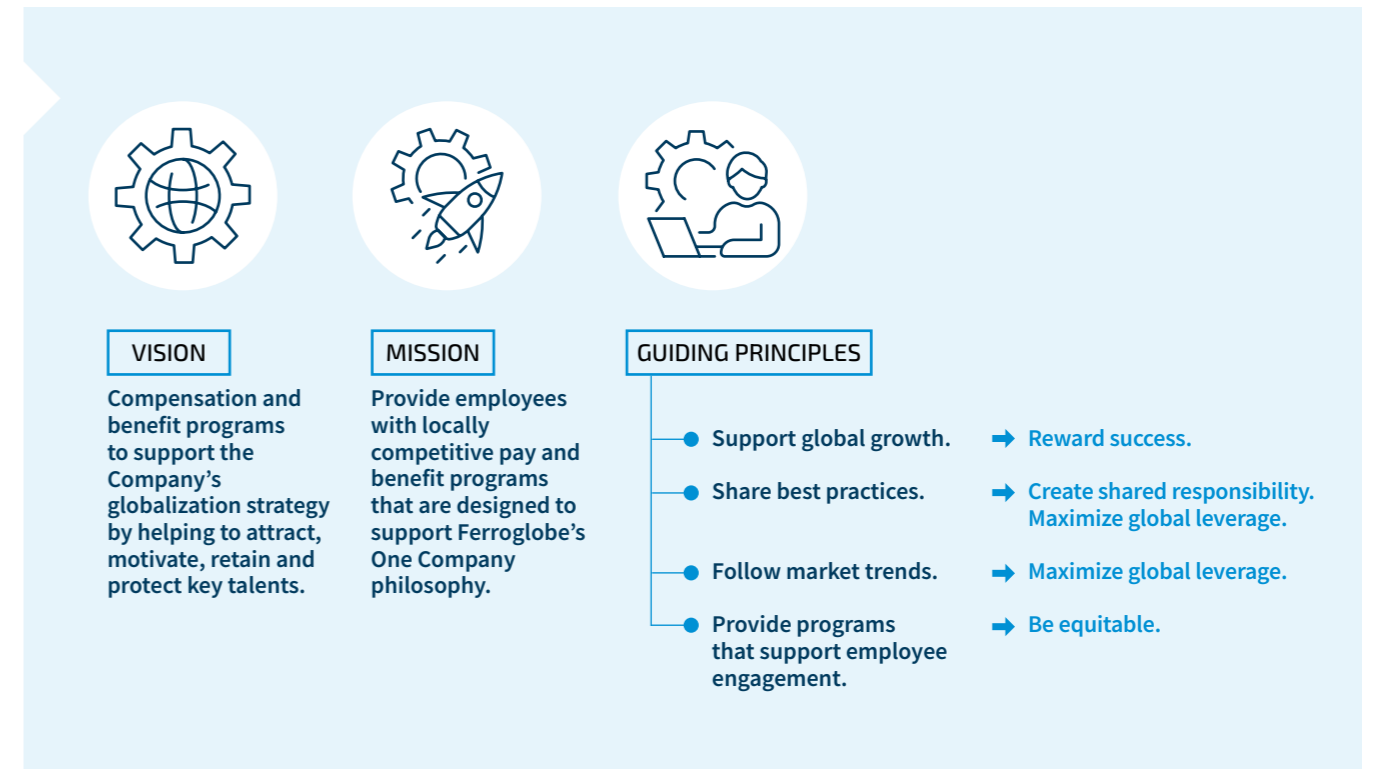 VISION
Compensation and
benefit programs
to support the
Company’s
globalization strategy
by helping to attract,
motivate, retain and
protect key talents.
MISSION
Provide employees
with locally
competitive pay and
benefit programs
that are designed to
support Ferroglobe’s
One Company
philosophy.
GUIDING PRINCIPLES
Support global growth.
Reward success.
Share best practices.
Create shared responsibility.
Maximize global leverage.
Follow market trends.
Maximize global leverage.
Provide programs
that support employee
engagement.
Be equitable.